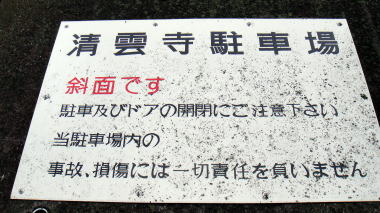 清雲寺駐車場
斜面です
駐車及びドアの開閉にご注意下さい
当駐車場内の
事故、損傷には一切責任を負いません